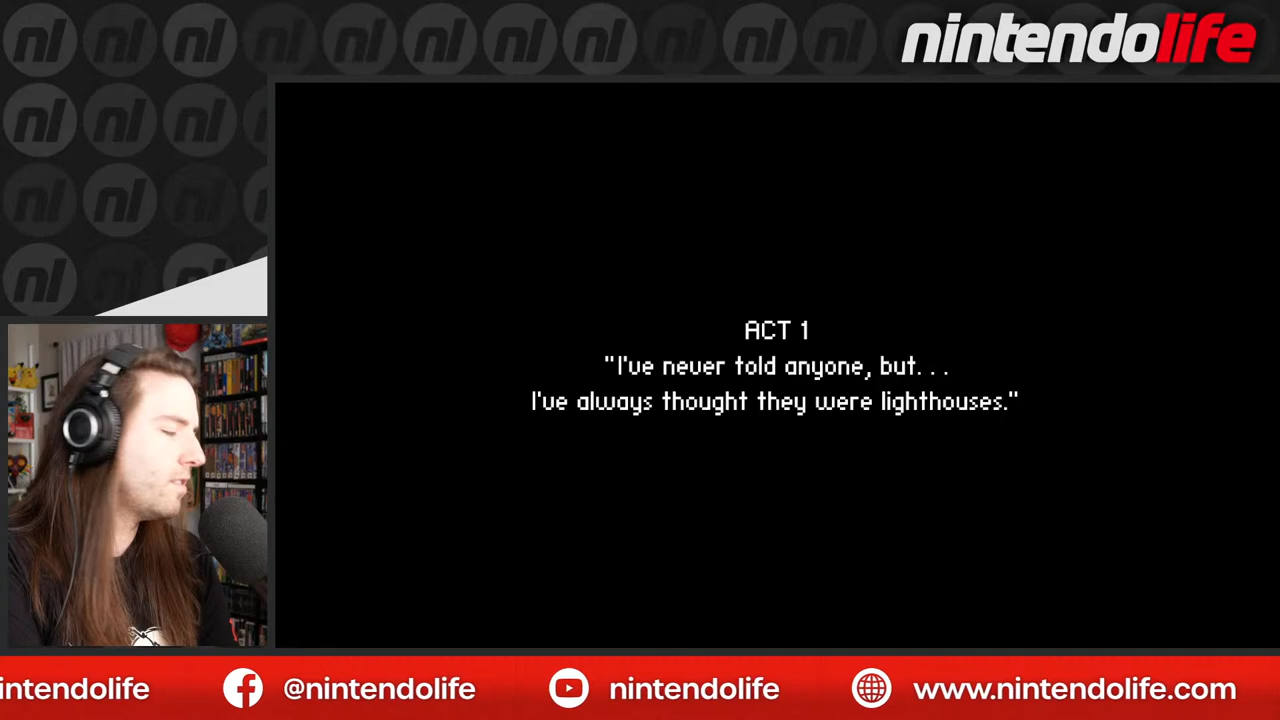 nintendolife
ACT 1
"I've never told anyone, but. . .
I've always thought they were lighthouses."
intendolife
@nintendolife
nintendolife
www.nintendolife.com